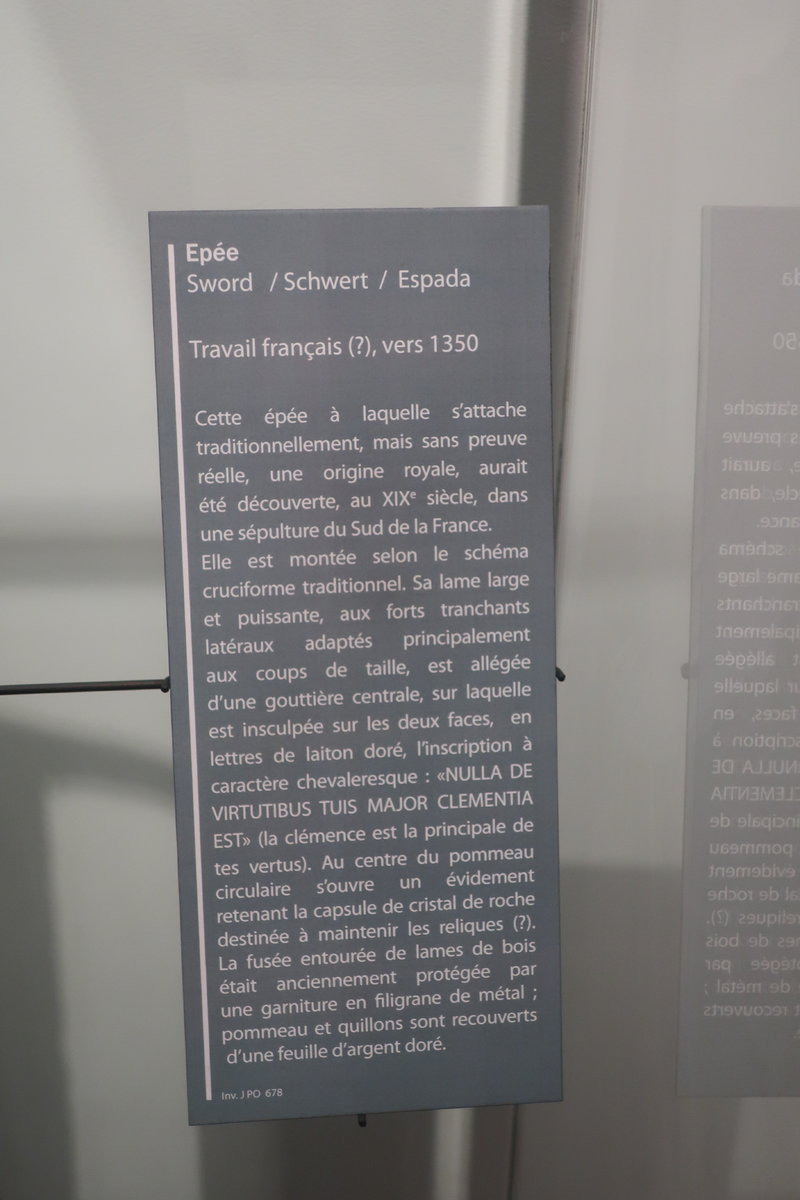 Epée
Sword / Schwert / Espada
Travail français (?), vers 1350
Cette épée à laquelle s'attache
traditionnellement, mais sans preuve
réelle, une origine royale, aurait
été découverte, au XIXe siècle, dans
une sépulture du Sud de la France.
Elle est montée selon le schéma
cruciforme traditionnel. Sa lame large
et puissante, aux forts tranchants
latéraux adaptés principalement
aux coups de taille, est allégée
d'une gouttière centrale, sur laquelle
est insculpée sur les deux faces, en
lettres de laiton doré, l'inscription à
caractère chevaleresque : «NULLA DE
VIRTUTIBUS TUIS MAJOR CLEMENTIA
EST» (la clémence est la principale de
tes vertus). Au centre du pommeau
circulaire s'ouvre un évidement
retenant la capsule de cristal de roche
destinée à maintenir les reliques (?).
La fusée entourée de lames de bois
était anciennement protégée par
une garniture en filigrane de métal ;
pommeau et quillons sont recouverts
d'une feuille d'argent doré.
Inv. J PO 678